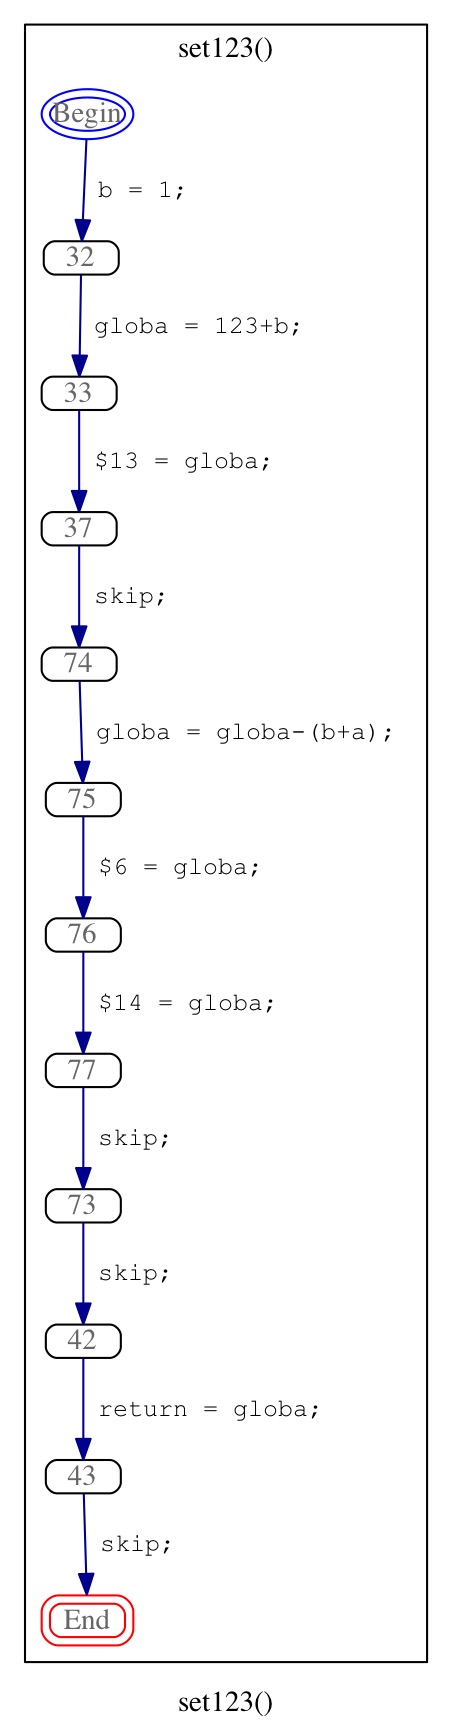 set123()
Begin
b = 1;
32
globa = 123+b;
33
$13 = globa;
37
skip;
74
globa = globa-(b+a);
75
$6 = globa;
76
$14 = globa;
77
skip;
73
skip;
42
return = globa;
43
skip;
End
set123()